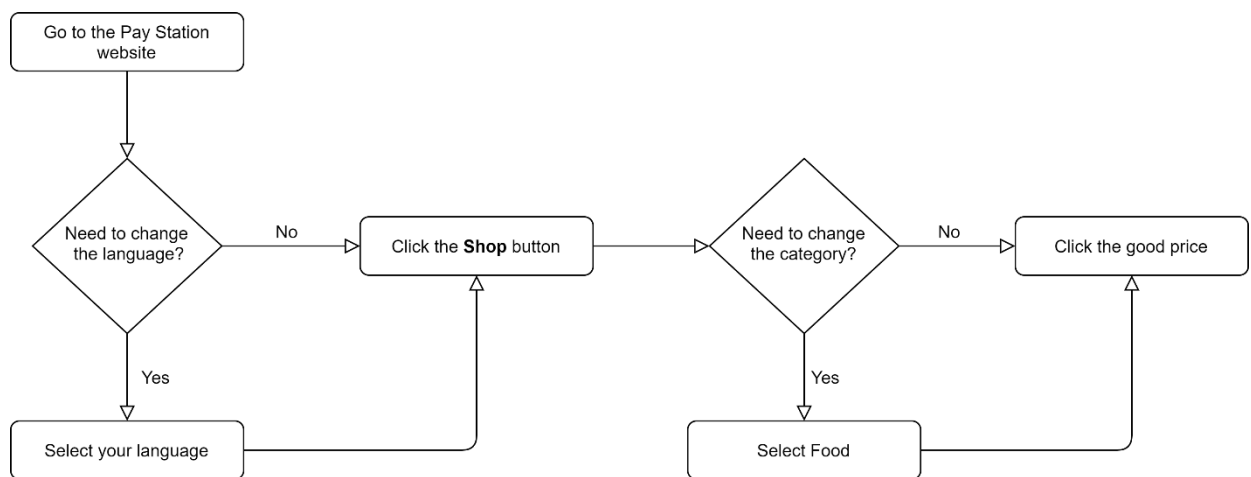 Go to the Pay Station
website
Need to change
the language?
No
Click the Shop button
Need to change
the category?
No
Click the good price
Yes
Yes
Select your language
Select Food